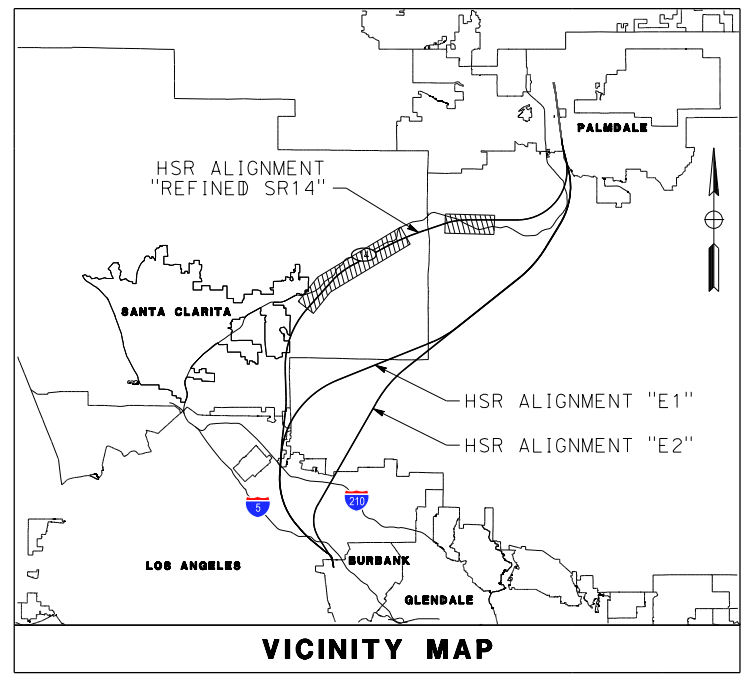 PALMDALE
HSR ALIGNMENT
"REFINED SR14"
14
SANTA CLARITA
HSR ALIGNMENT "E1"
HSR ALIGNMENT "E2"
210
5
LOS ANGELES
BURBANK
GLENDALE
VICINITY MAP